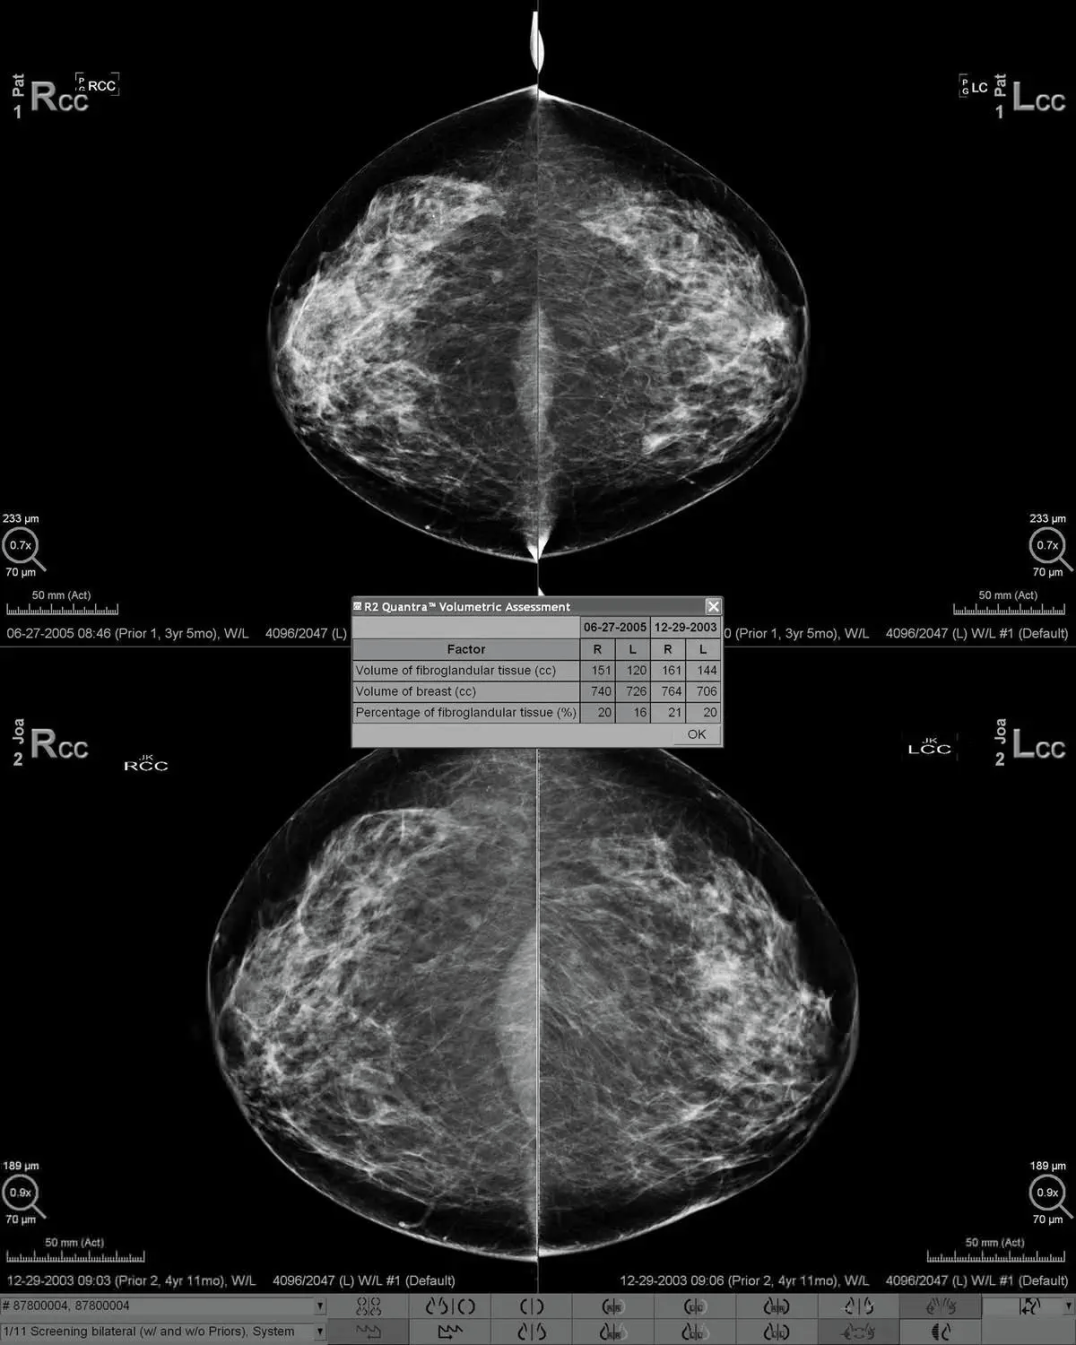 Pat
1
RCC
P
G RCC
P
G LC
Pat
1
LCC
233 µm
0.7x
70 µm
50 mm (Act)
233 µm
0.7x
70 µm
50 mm (Act)
06-27-2005 08:46 (Prior 1, 3yr 5mo), W/L 4096/2047 (L)
0 (Prior 1, 3yr 5mo), W/L 4096/2047 (L) W/L #1 (Default)
R2 Quantra™ Volumetric Assessment
06-27-2005 12-29-2003
Factor R L R L
Volume of fibroglandular tissue (cc) 151 120 161 144
Volume of breast (cc) 740 726 764 706
Percentage of fibroglandular tissue (%) 20 16 21 20
OK
Joa
2
RCC
JK
RCC
JK
LCC
Joa
2
LCC
189 µm
0.9x
70 µm
50 mm (Act)
189 µm
0.9x
70 µm
50 mm (Act)
12-29-2003 09:03 (Prior 2, 4yr 11mo), W/L 4096/2047 (L) W/L #1 (Default)
12-29-2003 09:06 (Prior 2, 4yr 11mo), W/L 4096/2047 (L) W/L #1 (Default)
# 87800004, 87800004
1/11 Screening bilateral (w/ and w/o Priors), System